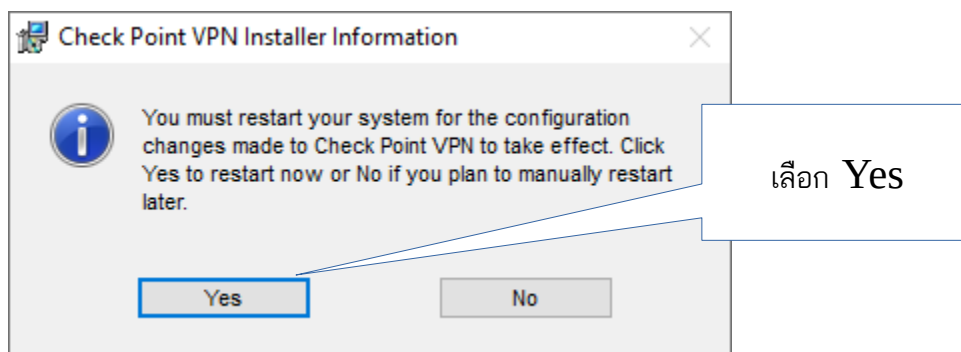 Check Point VPN Installer Information
You must restart your system for the configuration
changes made to Check Point VPN to take effect. Click
Yes to restart now or No if you plan to manually restart
later.
เลือก Yes
Yes
No